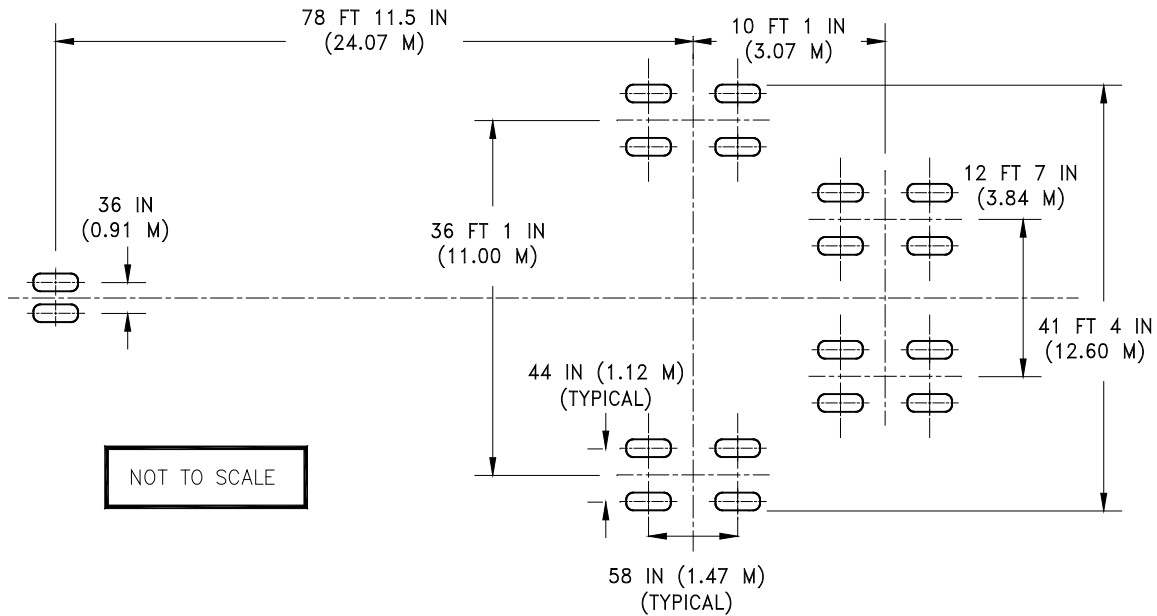 78 FT 11.5 IN
(24.07 M)
10 FT 1 IN
(3.07 M)
12 FT 7 IN
(3.84 M)
36 IN
(0.91 M)
36 FT 1 IN
(11.00 M)
41 FT 4 IN
(12.60 M)
44 IN (1.12 M)
(TYPICAL)
NOT TO SCALE
58 IN (1.47 M)
(TYPICAL)